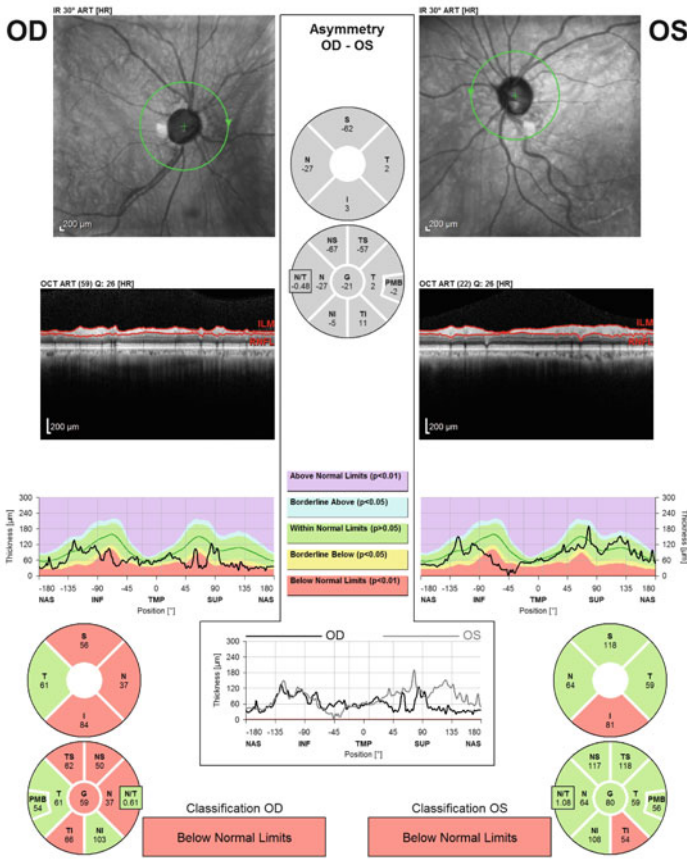 OD
IR 30° ART [HR]
200 µm
Asymmetry
OD - OS
IR 30° ART [HR]
OS
200 µm
S
-62
N
-27
T
2
I
3
NS
-67
TS
-57
N/T
-0.48
N
-27
G
-21
T
2
PMB
-2
NI
-5
TI
11
OCT ART (59) Q: 26 [HR]
ILM
RNFL
200 µm
OCT ART (22) Q: 26 [HR]
ILM
RNFL
200 µm
Above Normal Limits (p<0.01)
Borderline Above (p<0.05)
Within Normal Limits (p>0.05)
Borderline Below (p<0.05)
Below Normal Limits (p<0.01)
Thickness [µm]
300
240
180
120
60
0
-180 -135 -90 -45 0 45 90 135 180
NAS INF TMP SUP NAS
Position [°]
300
240
180
120
60
0
Thickness [µm]
-180 -135 -90 -45 0 45 90 135 180
NAS INF TMP SUP NAS
Position [°]
OD OS
Thickness [µm]
300
240
180
120
60
0
-180 -135 -90 -45 0 45 90 135 180
NAS INF TMP SUP NAS
Position [°]
S
56
T
61
N
37
I
84
TS
62
NS
50
PMB
54
T
61
G
59
N
37
N/T
0.61
TI
66
NI
103
Classification OD
Below Normal Limits
S
118
N
64
T
59
I
81
NS
117
TS
118
N/T
1.08
N
64
G
80
T
59
PMB
56
NI
108
TI
54
Classification OS
Below Normal Limits